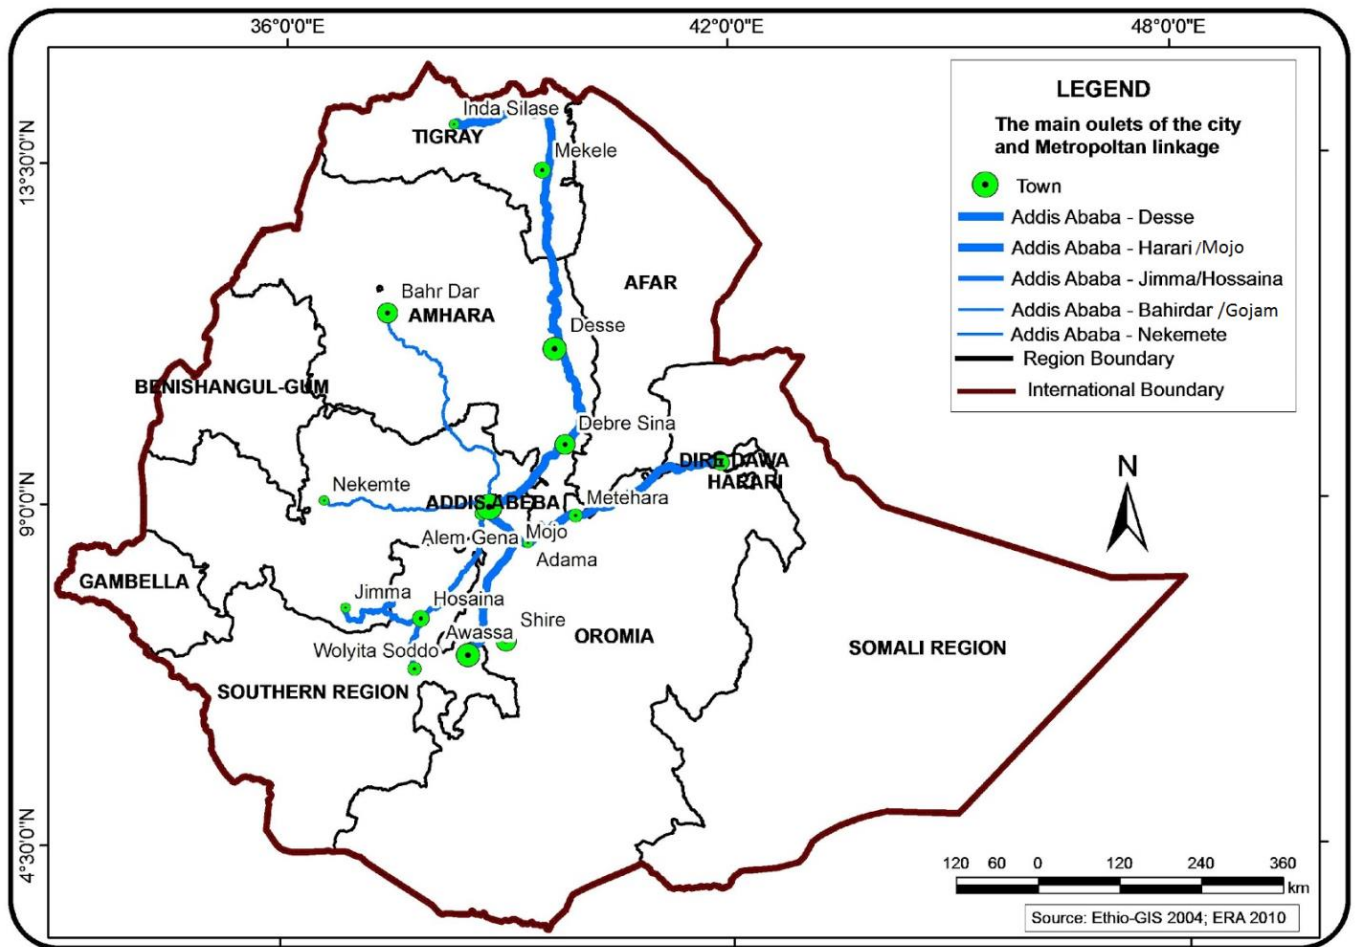 36°0'0"E
42°0'0"E
48°0'0"E
13°30'0"N
9°0'0"N
4°30'0"N
LEGEND
The main oulets of the city
and Metropoltan linkage
Town
Addis Ababa - Desse
Addis Ababa - Harari /Mojo
Addis Ababa - Jimma/Hossaina
Addis Ababa - Bahirdar /Gojam
Addis Ababa - Nekemete
Region Boundary
International Boundary
Inda Silase
TIGRAY
Mekele
AFAR
Bahr Dar
AMHARA
Desse
BENISHANGUL-GUM
Debre Sina
DIRE DAWA
HARARI
Nekemte
ADDIS ABEBA
Metehara
Alem Gena
Mojo
Adama
GAMBELLA
Jimma
Hosaina
Shire
Awassa
OROMIA
Wolyita Soddo
SOMALI REGION
SOUTHERN REGION
N
120 60 0 120 240 360
km
Source: Ethio-GIS 2004; ERA 2010